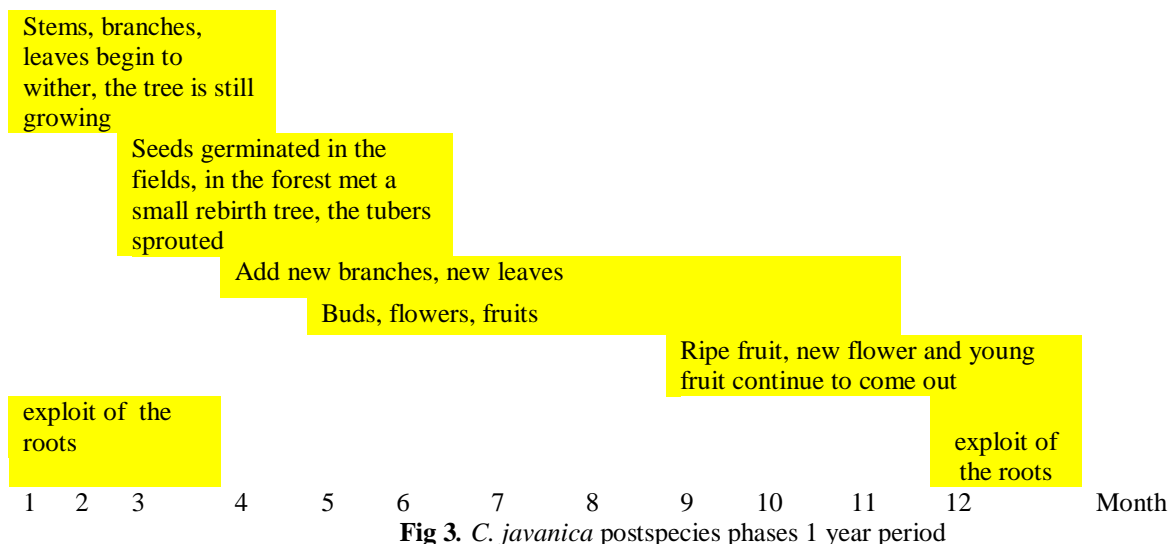 Stems, branches,
leaves begin to
wither, the tree is still
growing
Seeds germinated in the
fields, in the forest met a
small rebirth tree, the tubers
sprouted
Add new branches, new leaves
Buds, flowers, fruits
Ripe fruit, new flower and young
fruit continue to come out
exploit of the
roots
exploit of
the roots
1 2 3 4 5 6 7 8 9 10 11 12 Month
Fig 3. C. javanica postspecies phases 1 year period